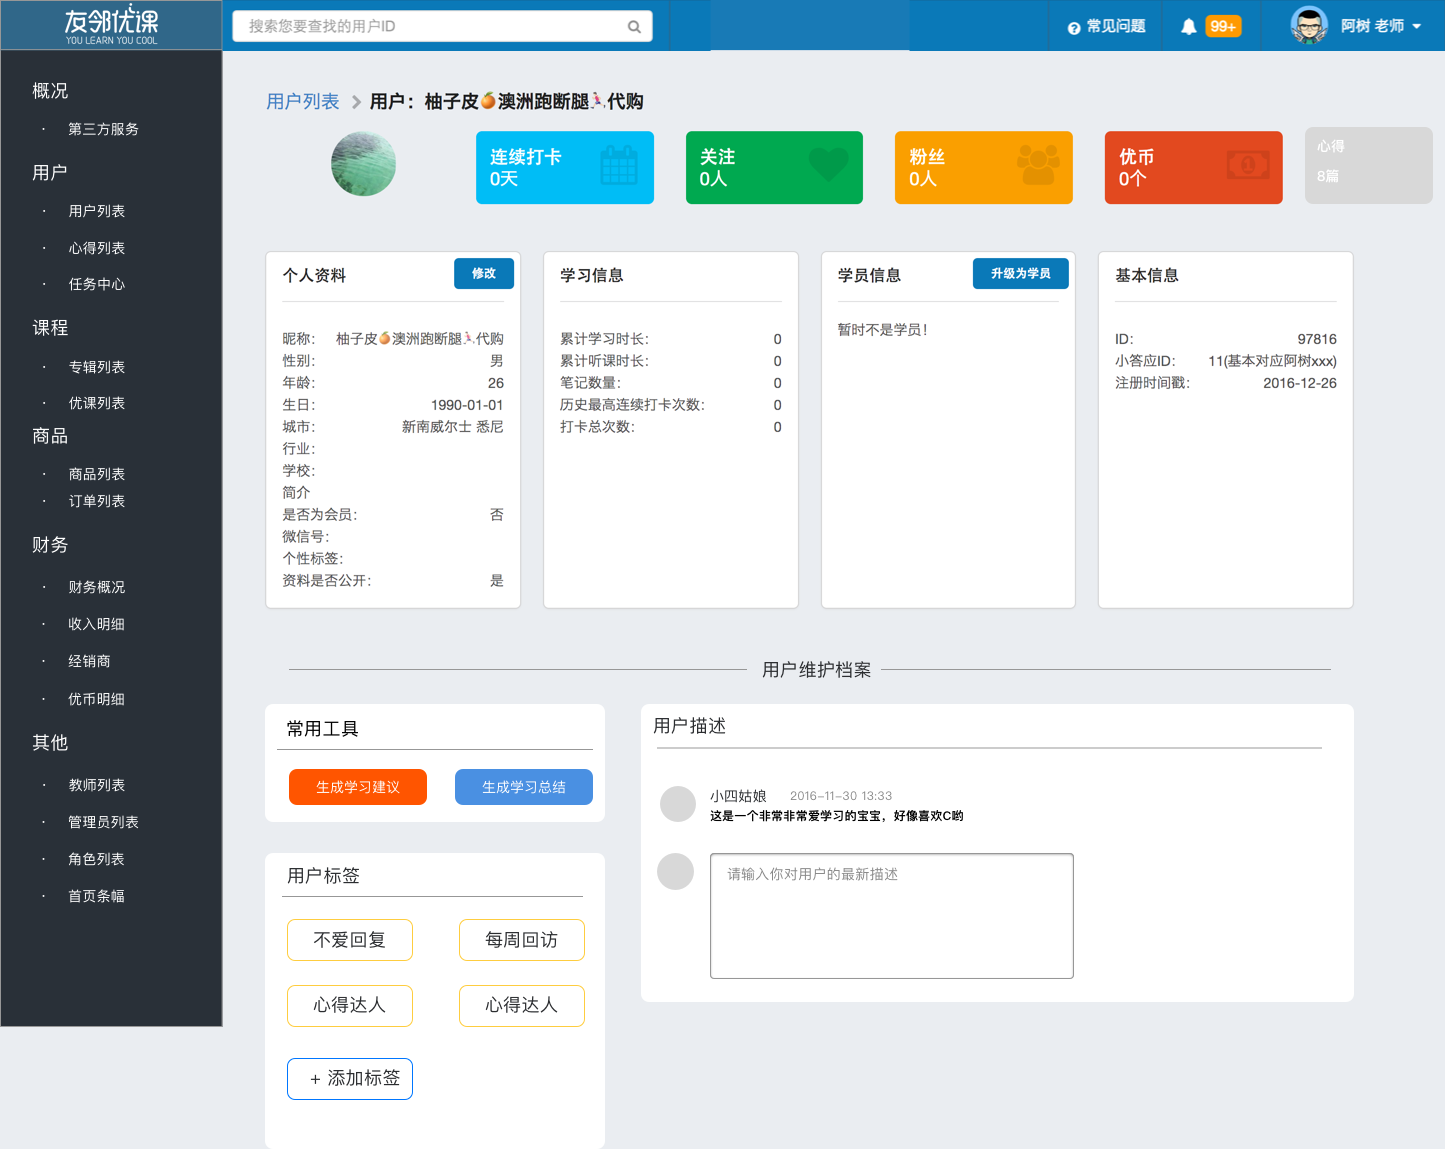 友邻优课
YOU LEARN YOU COOL
搜索您要查找的用户ID
常见问题
99+
阿树 老师
概况
· 第三方服务
用户
· 用户列表
· 心得列表
· 任务中心
课程
· 专辑列表
· 优课列表
商品
· 商品列表
· 订单列表
财务
· 财务概况
· 收入明细
· 经销商
· 优币明细
其他
· 教师列表
· 管理员列表
· 角色列表
· 首页条幅
用户列表 > 用户：柚子皮🍊澳洲跑断腿🏃代购
连续打卡
0天
关注
0人
粉丝
0人
优币
0个
心得
8篇
个人资料 修改
昵称： 柚子皮🍊澳洲跑断腿🏃代购
性别： 男
年龄： 26
生日： 1990-01-01
城市： 新南威尔士 悉尼
行业：
学校：
简介
是否为会员： 否
微信号：
个性标签：
资料是否公开： 是
学习信息
累计学习时长： 0
累计听课时长： 0
笔记数量： 0
历史最高连续打卡次数： 0
打卡总次数： 0
学员信息 升级为学员
暂时不是学员！
基本信息
ID： 97816
小答应ID： 11(基本对应阿树xxx)
注册时间戳： 2016-12-26
用户维护档案
常用工具
生成学习建议 生成学习总结
用户标签
不爱回复 每周回访
心得达人 心得达人
+ 添加标签
用户描述
小四姑娘 2016-11-30 13:33
这是一个非常非常爱学习的宝宝，好像喜欢C哟
请输入你对用户的最新描述